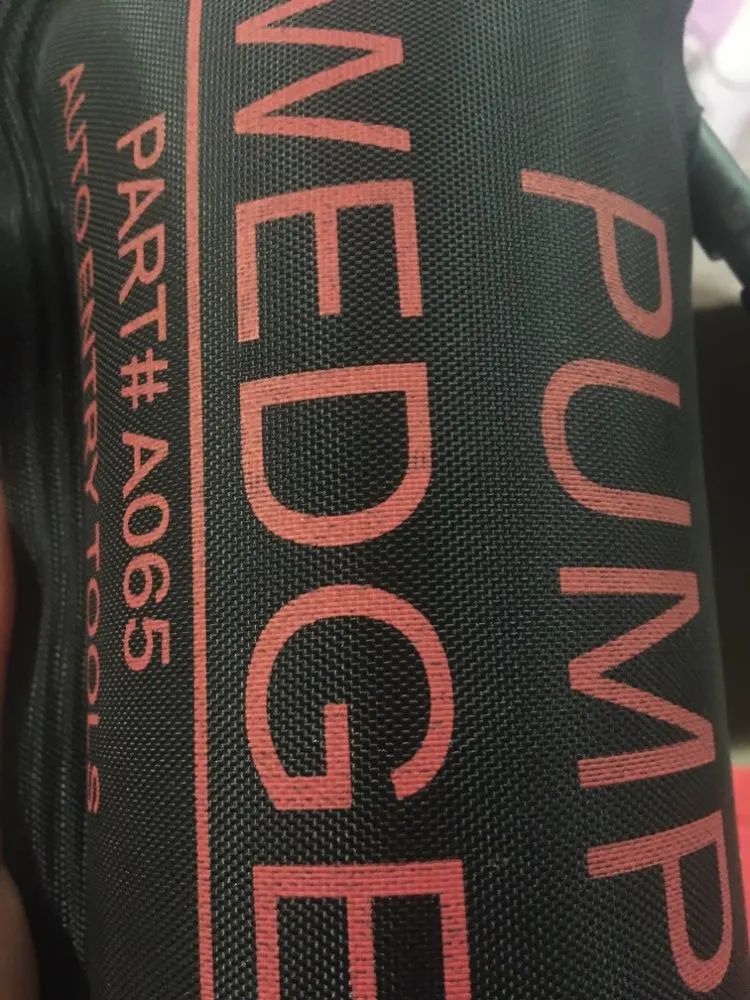 PUMP
WEDGE
PART# A065
AUTO ENTRY TOOLS